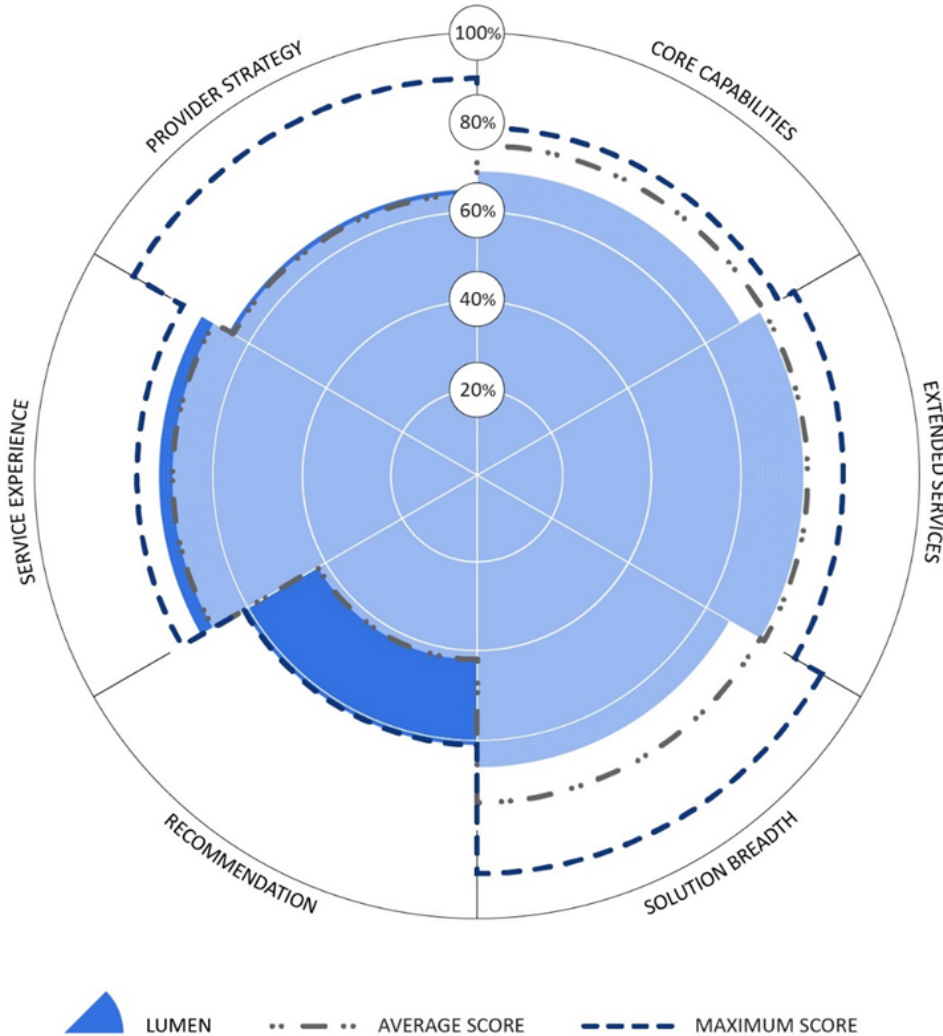 100%
80%
60%
40%
20%
PROVIDER STRATEGY
CORE CAPABILITIES
SERVICE EXPERIENCE
EXTENDED SERVICES
RECOMMENDATION
SOLUTION BREADTH
LUMEN
AVERAGE SCORE
MAXIMUM SCORE